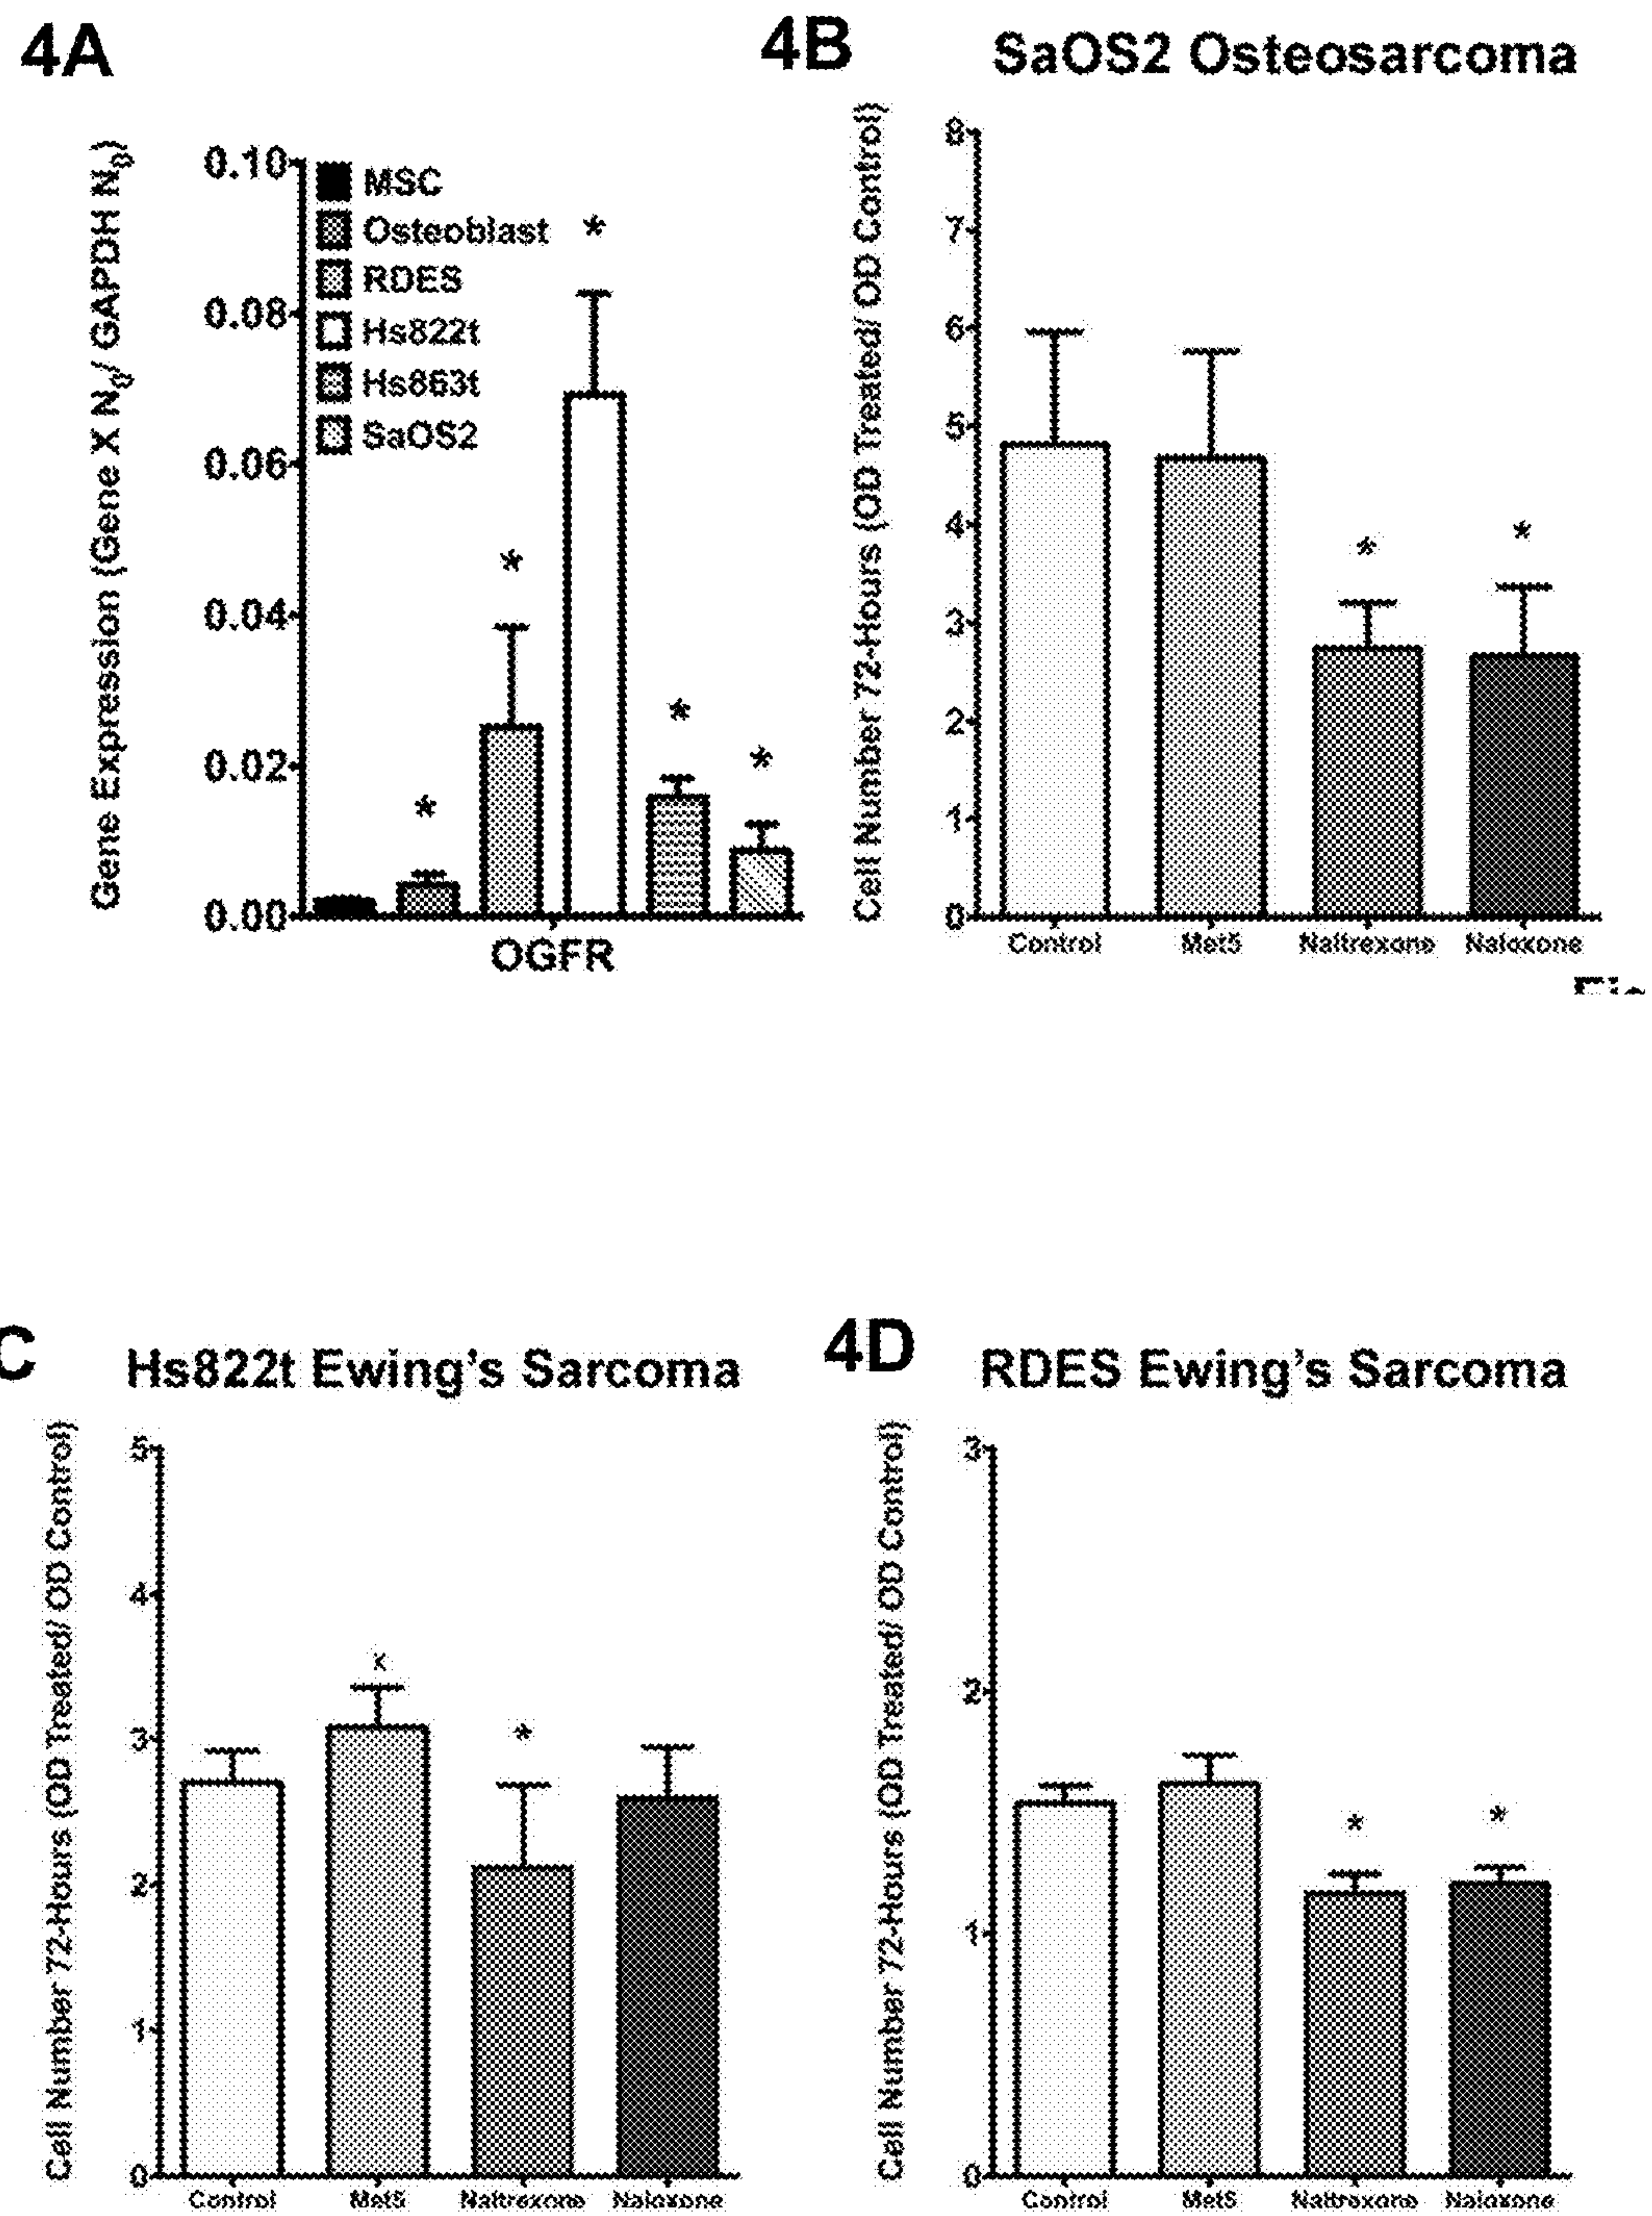 4A
Gene Expression (Gene X N0/ GAPDH N0)
0.10
0.08
0.06
0.04
0.02
0.00
MSC
Osteoblast
RDES
Hs822t
Hs863t
SaOS2
*
*
*
*
*
OGFR
4B
SaOS2 Osteosarcoma
Cell Number 72-Hours (OD Treated/ OD Control)
8
7
6
5
4
3
2
1
0
*
*
Control Met5 Naltrexone Naloxone
C
Hs822t Ewing's Sarcoma
Cell Number 72-Hours (OD Treated/ OD Control)
5
4
3
2
1
0
x
*
Control Met5 Naltrexone Naloxone
4D
RDES Ewing's Sarcoma
Cell Number 72-Hours (OD Treated/ OD Control)
3
2
1
0
*
*
Control Met5 Naltrexone Naloxone